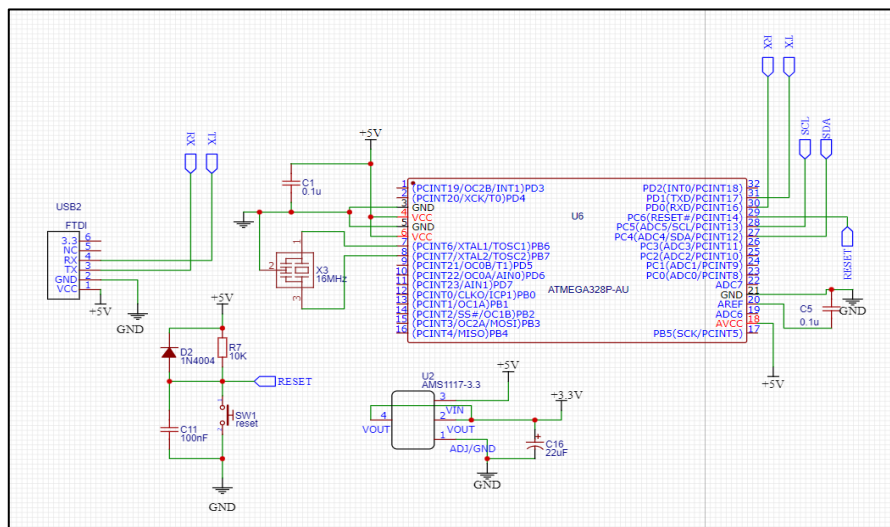 RX
TX
SCL
SDA
+5V
C1
0.1u
RX
TX
USB2
FTDI
3.3 6
NC 5
RX 4
TX 3
GND 2
VCC 1
+5V
GND
1
2
X3
16MHz
3
U6
ATMEGA328P-AU
1 (PCINT19/OC2B/INT1)PD3
2 (PCINT20/XCK/T0)PD4
3 GND
4 VCC
5 GND
6 VCC
7 (PCINT6/XTAL1/TOSC1)PB6
8 (PCINT7/XTAL2/TOSC2)PB7
9 (PCINT21/OC0B/T1)PD5
10 (PCINT22/OC0A/AIN0)PD6
11 (PCINT23/AIN1)PD7
12 (PCINT0/CLKO/ICP1)PB0
13 (PCINT1/OC1A)PB1
14 (PCINT2/SS#/OC1B)PB2
15 (PCINT3/OC2A/MOSI)PB3
16 (PCINT4/MISO)PB4
PD2(INT0/PCINT18) 32
PD1(TXD/PCINT17) 31
PD0(RXD/PCINT16) 30
PC6(RESET#/PCINT14) 29
PC5(ADC5/SCL/PCINT13) 28
PC4(ADC4/SDA/PCINT12) 27
PC3(ADC3/PCINT11) 26
PC2(ADC2/PCINT10) 25
PC1(ADC1/PCINT9) 24
PC0(ADC0/PCINT8) 23
ADC7 22
GND 21
AREF 20
ADC6 19
AVCC 18
PB5(SCK/PCINT5) 17
RESET
C5
0.1u
GND
+5V
+5V
D2
1N4004
R7
10K
RESET
C11
100nF
1
SW1
reset
2
GND
U2
AMS1117-3.3
+5V
+3.3V
3
VIN
4
VOUT
2
VOUT
1
ADJ/GND
C16
22uF
GND